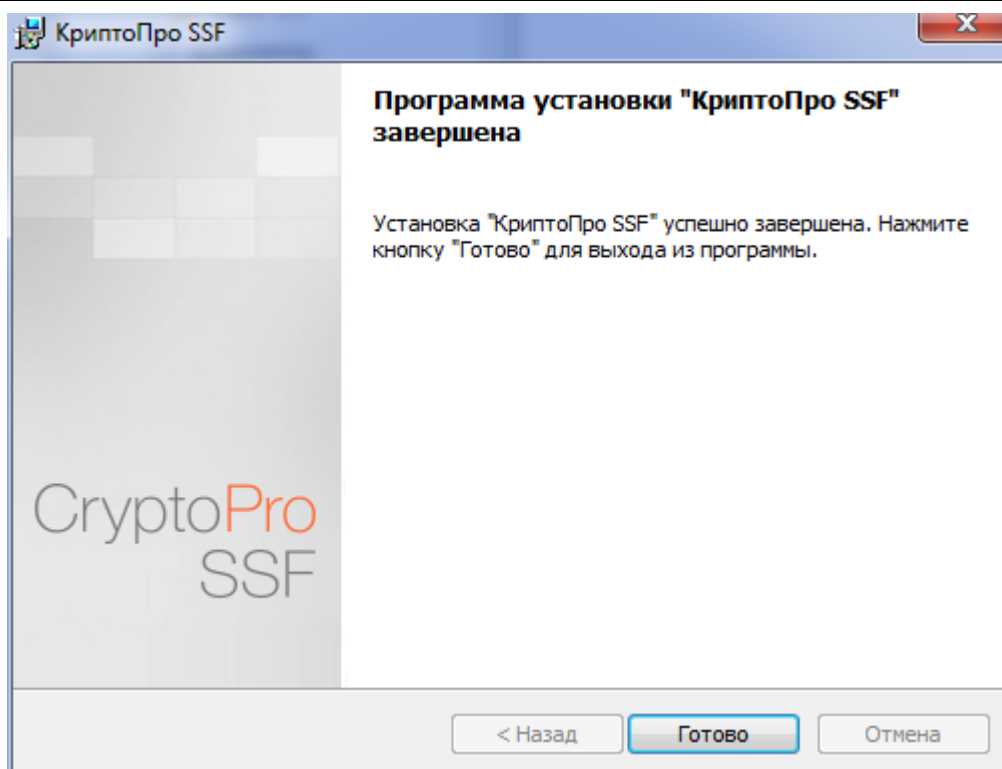 КриптоПро SSF
Программа установки "КриптоПро SSF"
завершена
Установка "КриптоПро SSF" успешно завершена. Нажмите
кнопку "Готово" для выхода из программы.
CryptoPro
SSF
< Назад
Готово
Отмена